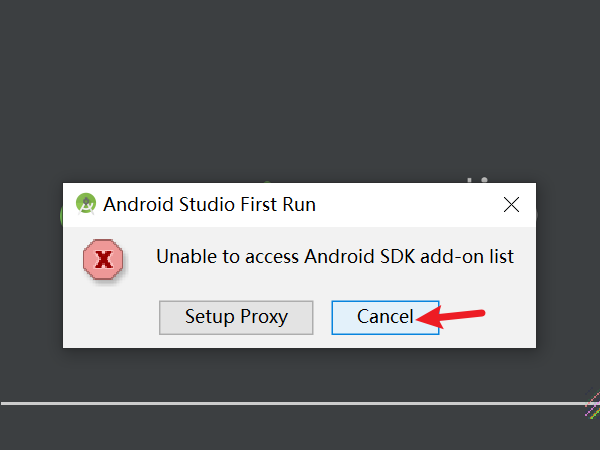 Android Studio First Run
Unable to access Android SDK add-on list
Setup Proxy
Cancel